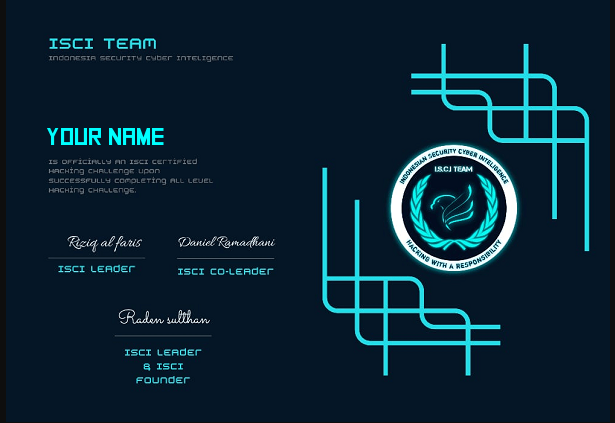 ISCI TEAM
INDONESIA SECURITY CYBER INTELIGENCE
YOUR NAME
IS OFFICIALLY AN ISCI CERTIFIED
HACKING CHALLENGE UPON
SUCCESSFULLY COMPLETING ALL LEVEL
HACKING CHALLENGE.
Riziq al faris
ISCI LEADER
Daniel Ramadhani
ISCI CO-LEADER
Raden sulthan
ISCI LEADER
& ISCI
FOUNDER
INDONESIAN SECURITY CYBER INTELIGENCE
I.S.C.I TEAM
HACKING WITH A RESPONSIBILITY